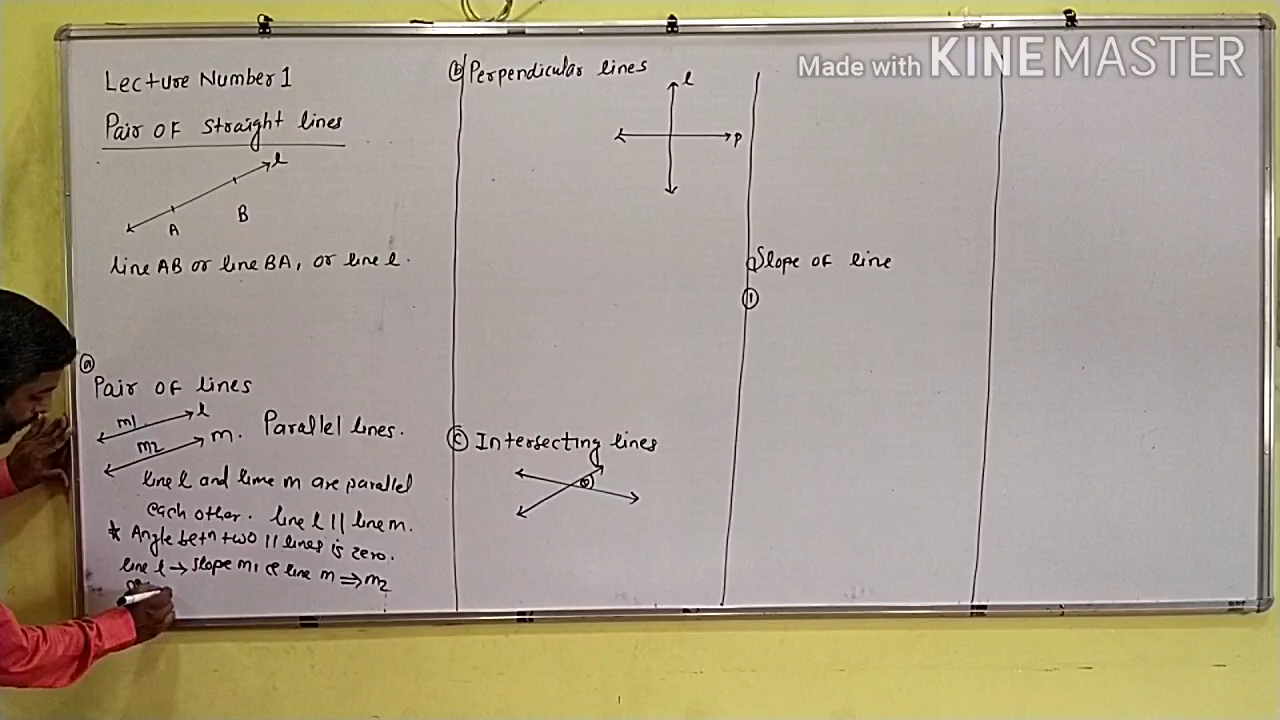 Made with KINEMASTER
Lecture Number 1
Pair of straight lines
l
A
B
line AB or line BA, or line l.
ⓐ
Pair of lines
m1
l
m2
m.
Parallel lines.
line l and line m are parallel
each other. line l || line m.
* Angle betn two || lines is zero.
line l → slope m1 & line m ⇒ m2
ⓑ Perpendicular lines
l
p
ⓒ Intersecting lines
Slope of line
①